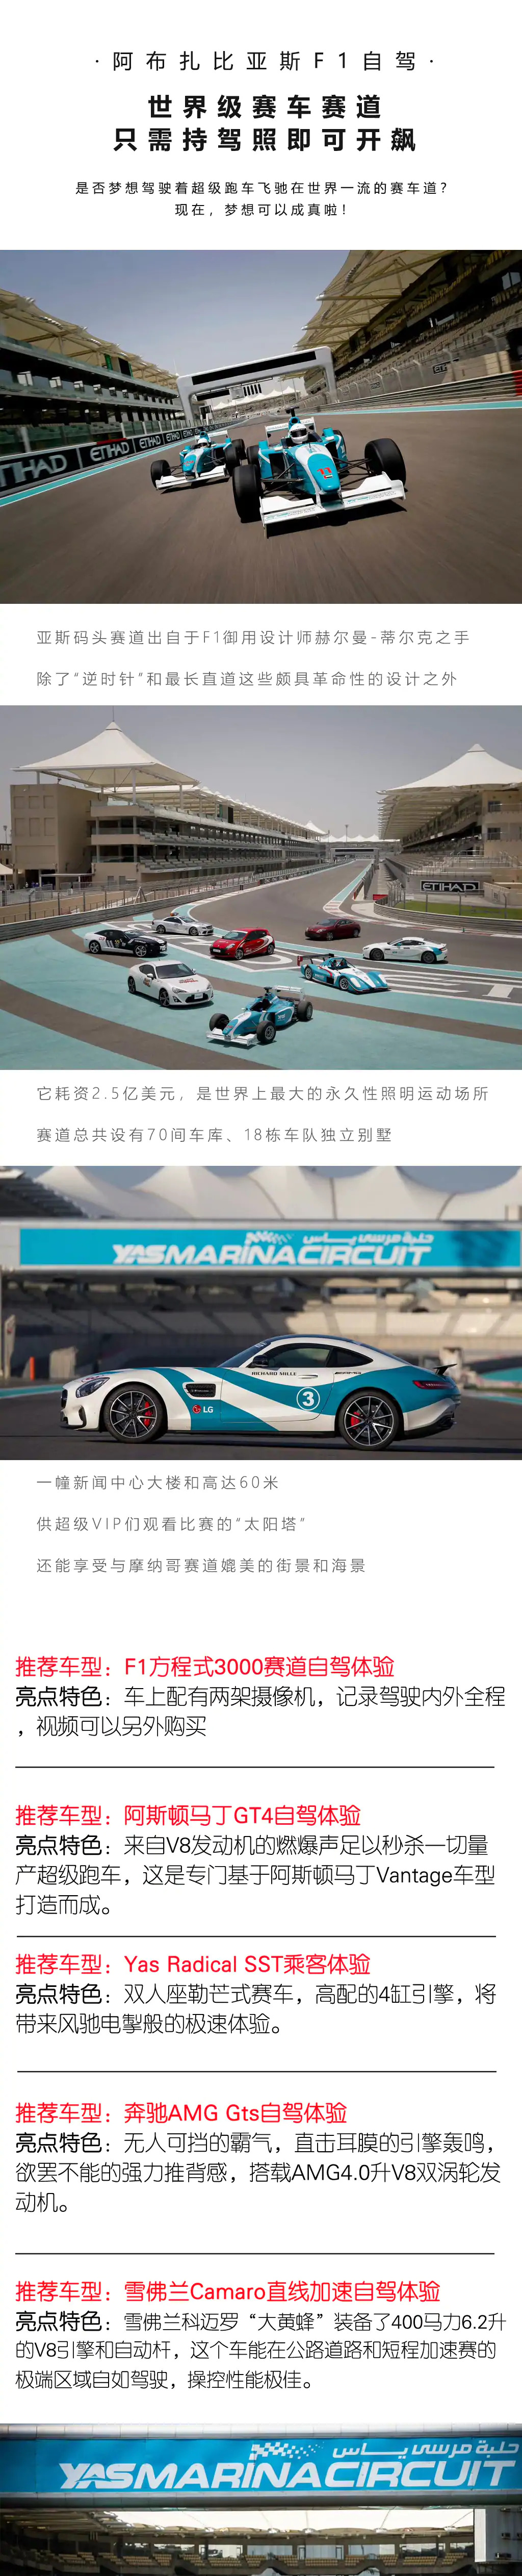 ·阿布扎比亚斯F1自驾·
世界级赛车赛道
只需持驾照即可开飙
是否梦想驾驶着超级跑车飞驰在世界一流的赛车道?
现在，梦想可以成真啦!
ETIHAD
ETIHAD
ETIHAD
亚斯码头赛道出自于F1御用设计师赫尔曼-蒂尔克之手
除了“逆时针”和最长直道这些颇具革命性的设计之外
ETIHAD
它耗资2.5亿美元，是世界上最大的永久性照明运动场所
赛道总共设有70间车库、18栋车队独立别墅
حلبة مرسى ياس
YAS MARINA CIRCUIT
RICHARD MILLE
LG
3
一幢新闻中心大楼和高达60米
供超级VIP们观看比赛的“太阳塔”
还能享受与摩纳哥赛道媲美的街景和海景
推荐车型：F1方程式3000赛道自驾体验
亮点特色：车上配有两架摄像机，记录驾驶内外全程
，视频可以另外购买
推荐车型：阿斯顿马丁GT4自驾体验
亮点特色：来自V8发动机的燃爆声足以秒杀一切量
产超级跑车，这是专门基于阿斯顿马丁Vantage车型
打造而成。
推荐车型：Yas Radical SST乘客体验
亮点特色：双人座勒芒式赛车，高配的4缸引擎，将
带来风驰电掣般的极速体验。
推荐车型：奔驰AMG Gts自驾体验
亮点特色：无人可挡的霸气，直击耳膜的引擎轰鸣，
欲罢不能的强力推背感，搭载AMG4.0升V8双涡轮发
动机。
推荐车型：雪佛兰Camaro直线加速自驾体验
亮点特色：雪佛兰科迈罗“大黄蜂”装备了400马力6.2升
的V8引擎和自动杆，这个车能在公路道路和短程加速赛的
极端区域自如驾驶，操控性能极佳。
حلبة مرسى ياس
YAS MARINA CIRCUIT